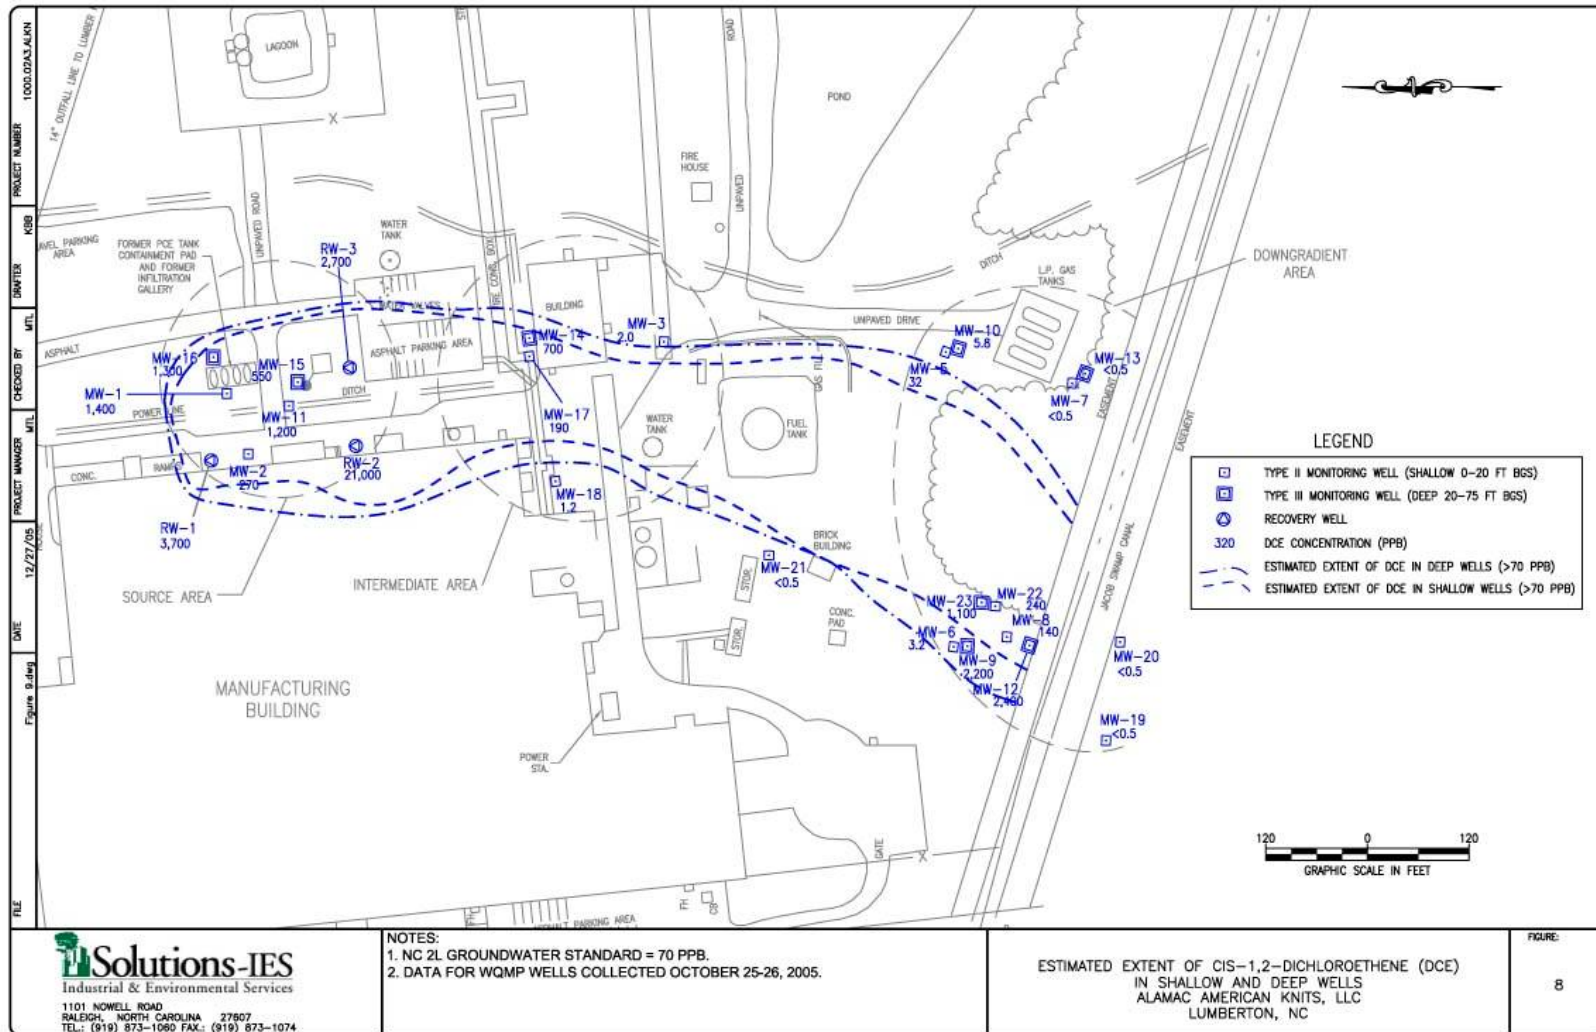 1000.02A3.ALKN
PROJECT NUMBER
KBB
DRAFTER
MTL
CHECKED BY
MTL
PROJECT MANAGER
12/27/05
DATE
Figure 9.dwg
FILE
14" OUTFALL LINE TO LUMBER
LAGOON
X
UNPAVED ROAD
AVEL PARKING
AREA
FORMER PCE TANK
CONTAINMENT PAD
AND FORMER
INFILTRATION
GALLERY
RW-3
2,700
WATER
TANK
ROAD
UNPAVED
POND
FIRE
HOUSE
DITCH
L.P. GAS
TANKS
DOWNGRADIENT
AREA
ASPHALT
BUILDING
UNPAVED DRIVE
ASPHALT PARKING AREA
MW-16
1,300
MW-15
550
MW-14
700
MW-3
2.0
MW-10
5.8
MW-5
32
MW-13
<0.5
MW-7
<0.5
MW-1
1,400
POWER LINE
DITCH
MW-11
1,200
MW-17
190
WATER
TANK
FUEL
TANK
EASEMENT
EASEMENT
CONC.
RAMP
MW-2
270
RW-2
21,000
MW-18
1.2
RW-1
3,700
SOURCE AREA
INTERMEDIATE AREA
BRICK
BUILDING
MW-21
<0.5
STOR.
STOR.
CONC.
PAD
JACOB SWAMP CANAL
MW-23
1,100
MW-22
240
MW-8
140
MW-6
3.2
MW-9
2,200
MW-12
2,400
MW-20
<0.5
MW-19
<0.5
MANUFACTURING
BUILDING
POWER
STA.
GATE
X
FH
FH
CB
ASPHALT PARKING AREA
LEGEND
TYPE II MONITORING WELL (SHALLOW 0-20 FT BGS)
TYPE III MONITORING WELL (DEEP 20-75 FT BGS)
RECOVERY WELL
320 DCE CONCENTRATION (PPB)
ESTIMATED EXTENT OF DCE IN DEEP WELLS (>70 PPB)
ESTIMATED EXTENT OF DCE IN SHALLOW WELLS (>70 PPB)
120 0 120
GRAPHIC SCALE IN FEET
Solutions-IES
Industrial & Environmental Services
1101 NOWELL ROAD
RALEIGH, NORTH CAROLINA 27607
TEL.: (919) 873-1060 FAX.: (919) 873-1074
NOTES:
1. NC 2L GROUNDWATER STANDARD = 70 PPB.
2. DATA FOR WQMP WELLS COLLECTED OCTOBER 25-26, 2005.
ESTIMATED EXTENT OF CIS-1,2-DICHLOROETHENE (DCE)
IN SHALLOW AND DEEP WELLS
ALAMAC AMERICAN KNITS, LLC
LUMBERTON, NC
FIGURE:
8